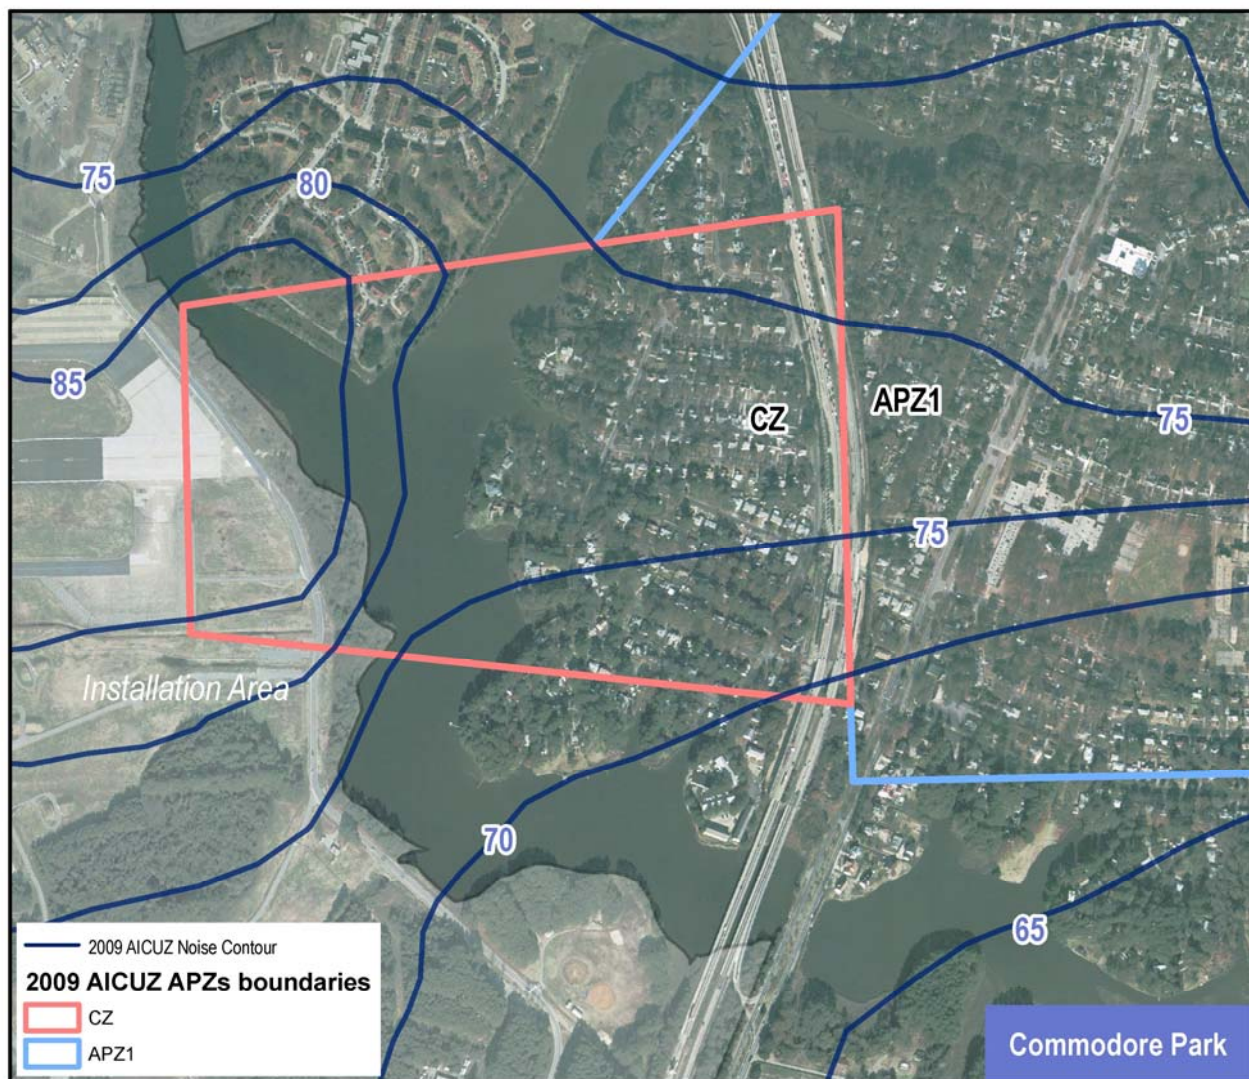 75
80
85
CZ
APZ1
75
75
Installation Area
70
65
2009 AICUZ Noise Contour
2009 AICUZ APZs boundaries
CZ
APZ1
Commodore Park